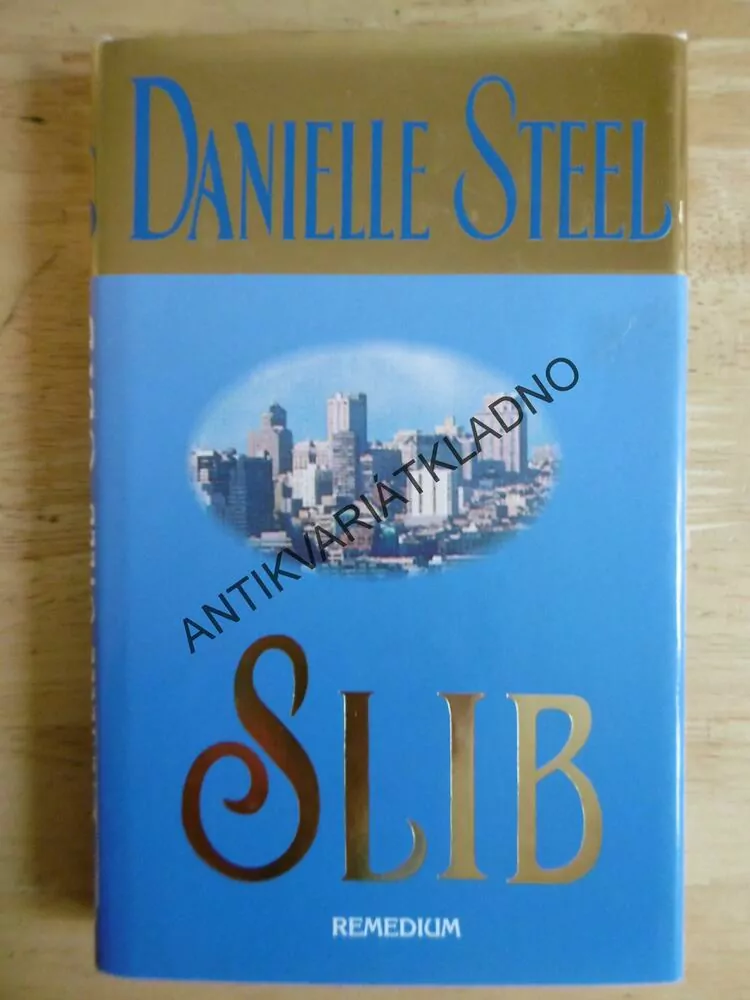 DANIELLE STEEL
ANTIKVARIÁTKLADNO
SLIB
REMEDIUM